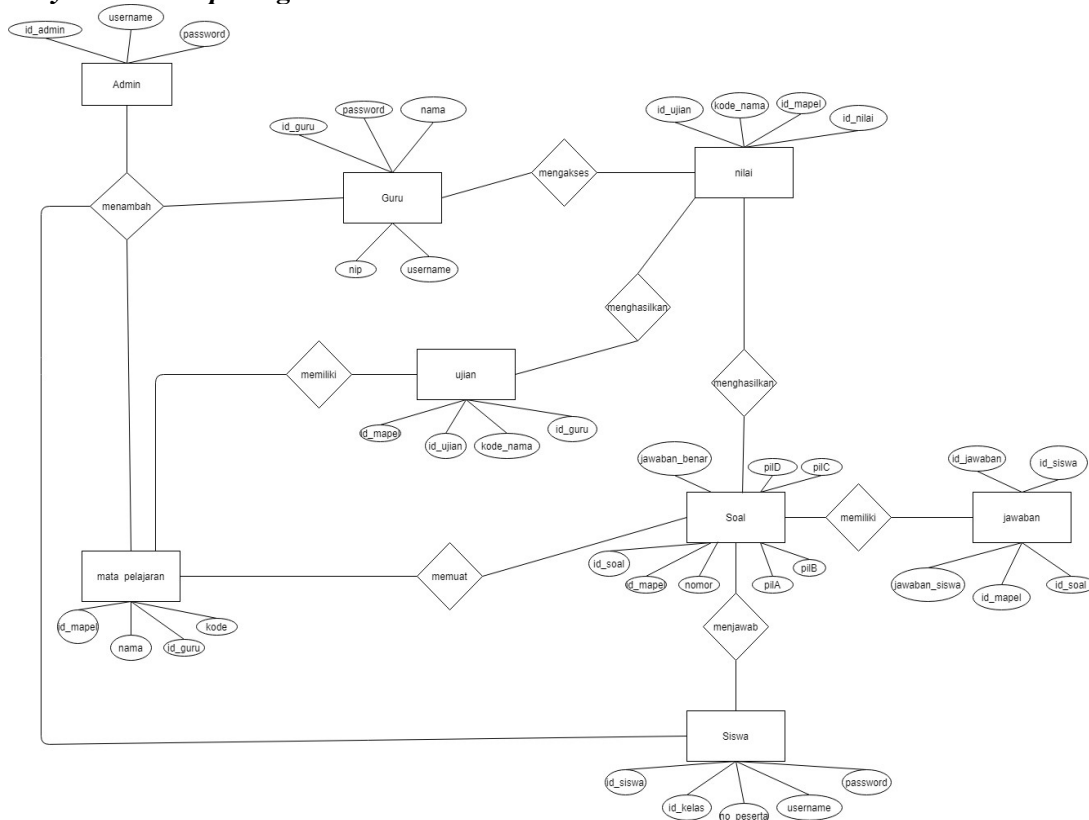 username
id_admin
password
Admin
password
nama
id_guru
Guru
nip
username
id_ujian
kode_nama
id_mapel
id_nilai
nilai
mengakses
menambah
menghasilkan
memiliki
ujian
id_mapel
id_ujian
kode_nama
id_guru
menghasilkan
jawaban_benar
pilD
pilC
Soal
id_soal
id_mapel
nomor
pilA
pilB
memiliki
id_jawaban
id_siswa
jawaban
jawaban_siswa
id_mapel
id_soal
mata pelajaran
id_mapel
nama
id_guru
kode
memuat
menjawab
Siswa
id_siswa
id_kelas
no_peserta
username
password